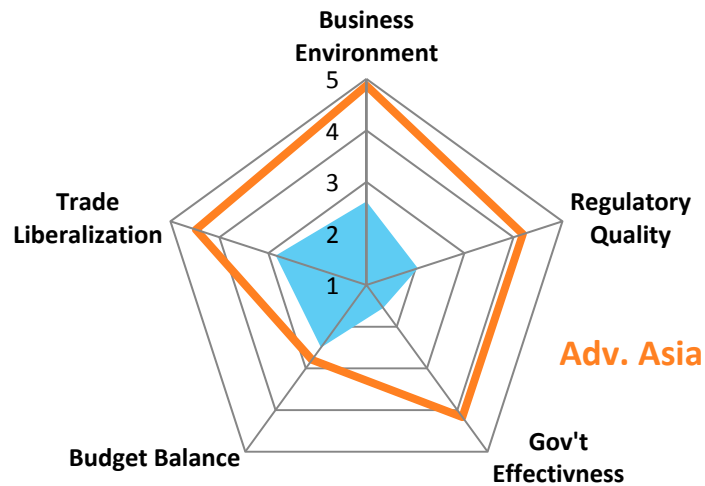 Business
Environment
5
4
3
2
1
Trade
Liberalization
Regulatory
Quality
Adv. Asia
Budget Balance
Gov't
Effectivness